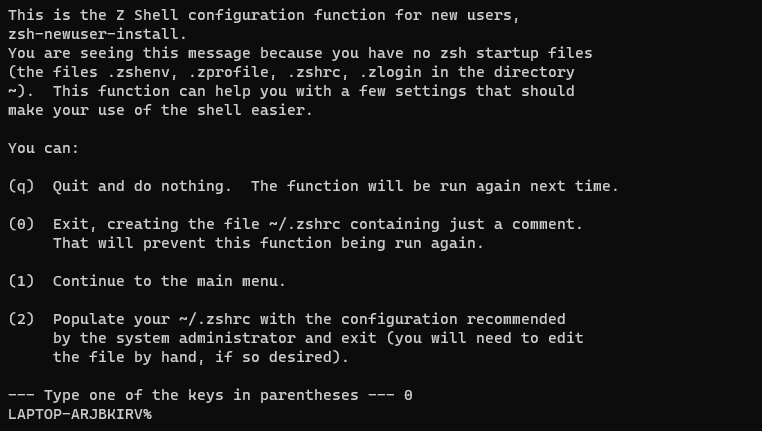 This is the Z Shell configuration function for new users,
zsh-newuser-install.
You are seeing this message because you have no zsh startup files
(the files .zshenv, .zprofile, .zshrc, .zlogin in the directory
~).  This function can help you with a few settings that should
make your use of the shell easier.

You can:

(q)  Quit and do nothing.  The function will be run again next time.

(0)  Exit, creating the file ~/.zshrc containing just a comment.
     That will prevent this function being run again.

(1)  Continue to the main menu.

(2)  Populate your ~/.zshrc with the configuration recommended
     by the system administrator and exit (you will need to edit
     the file by hand, if so desired).

--- Type one of the keys in parentheses --- 0
LAPTOP-ARJBKIRV%